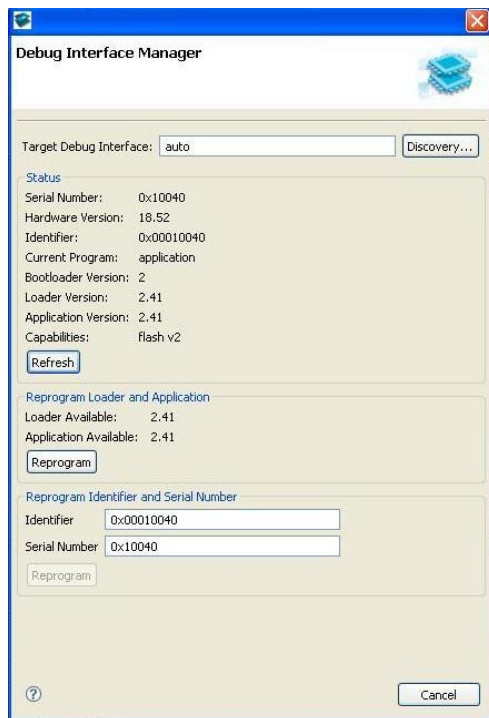 Debug Interface Manager
Target Debug Interface: auto Discovery...
Status
Serial Number: 0x10040
Hardware Version: 18.52
Identifier: 0x00010040
Current Program: application
Bootloader Version: 2
Loader Version: 2.41
Application Version: 2.41
Capabilities: flash v2
Refresh
Reprogram Loader and Application
Loader Available: 2.41
Application Available: 2.41
Reprogram
Reprogram Identifier and Serial Number
Identifier 0x00010040
Serial Number 0x10040
Reprogram
? Cancel